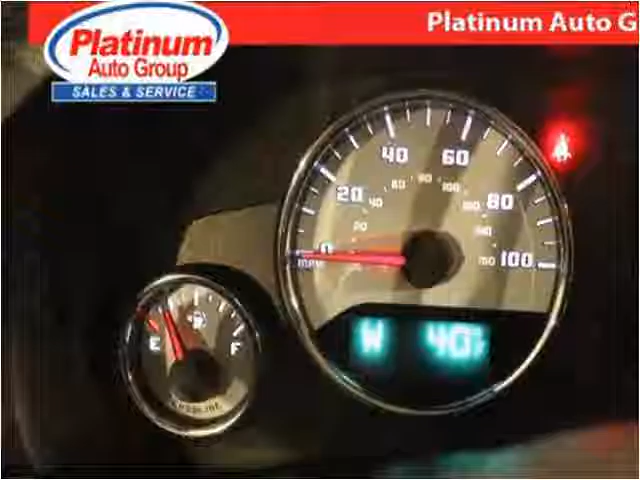 Platinum Auto G
Platinum
Auto Group
SALES & SERVICE
40 60
20 80
0 100
MPH
W 40°F
E F